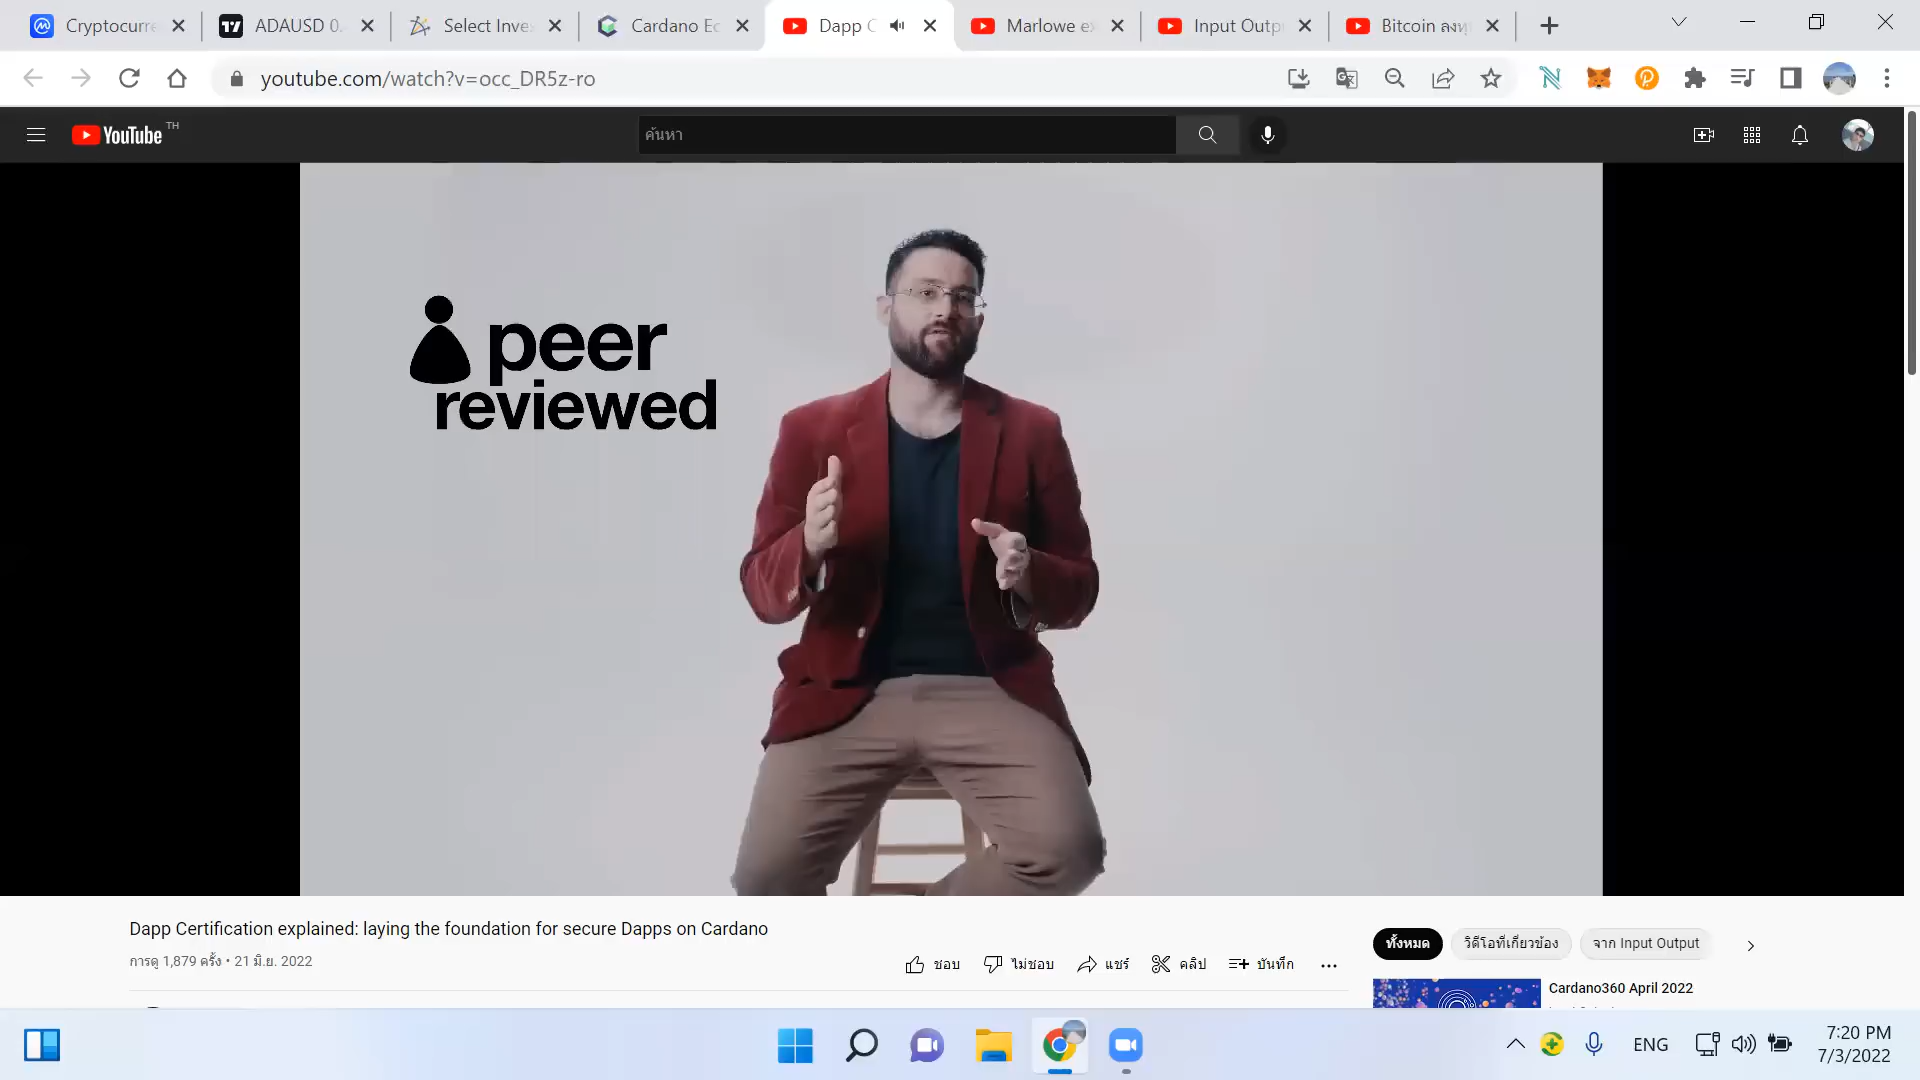 Cryptocurre
ADAUSD 0.
Select Inve
Cardano Ec
Dapp C
Marlowe ex
Input Outp
Bitcoin ลงทุ
youtube.com/watch?v=occ_DR5z-ro
YouTube TH
ค้นหา
peer
reviewed
Dapp Certification explained: laying the foundation for secure Dapps on Cardano
การดู 1,879 ครั้ง • 21 มิ.ย. 2022
ชอบ
ไม่ชอบ
แชร์
คลิป
บันทึก
ทั้งหมด
วิดีโอที่เกี่ยวข้อง
จาก Input Output
Cardano360 April 2022
ENG
7:20 PM
7/3/2022